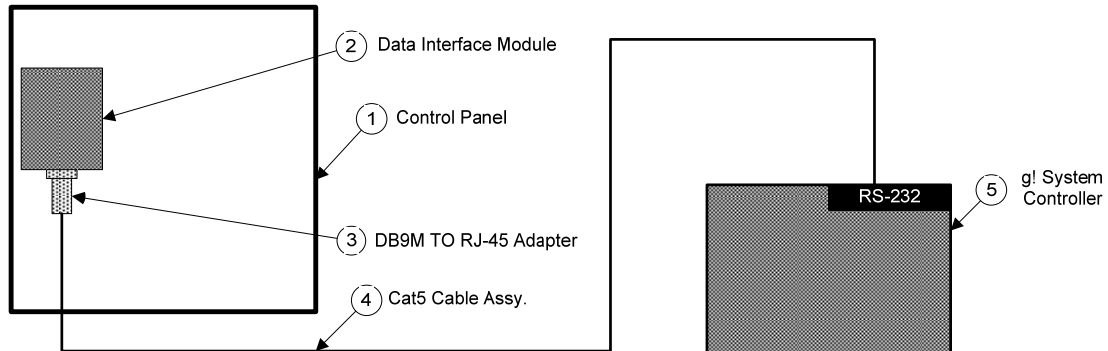 2 Data Interface Module
1 Control Panel
3 DB9M TO RJ-45 Adapter
4 Cat5 Cable Assy.
RS-232
5 g! System
Controller